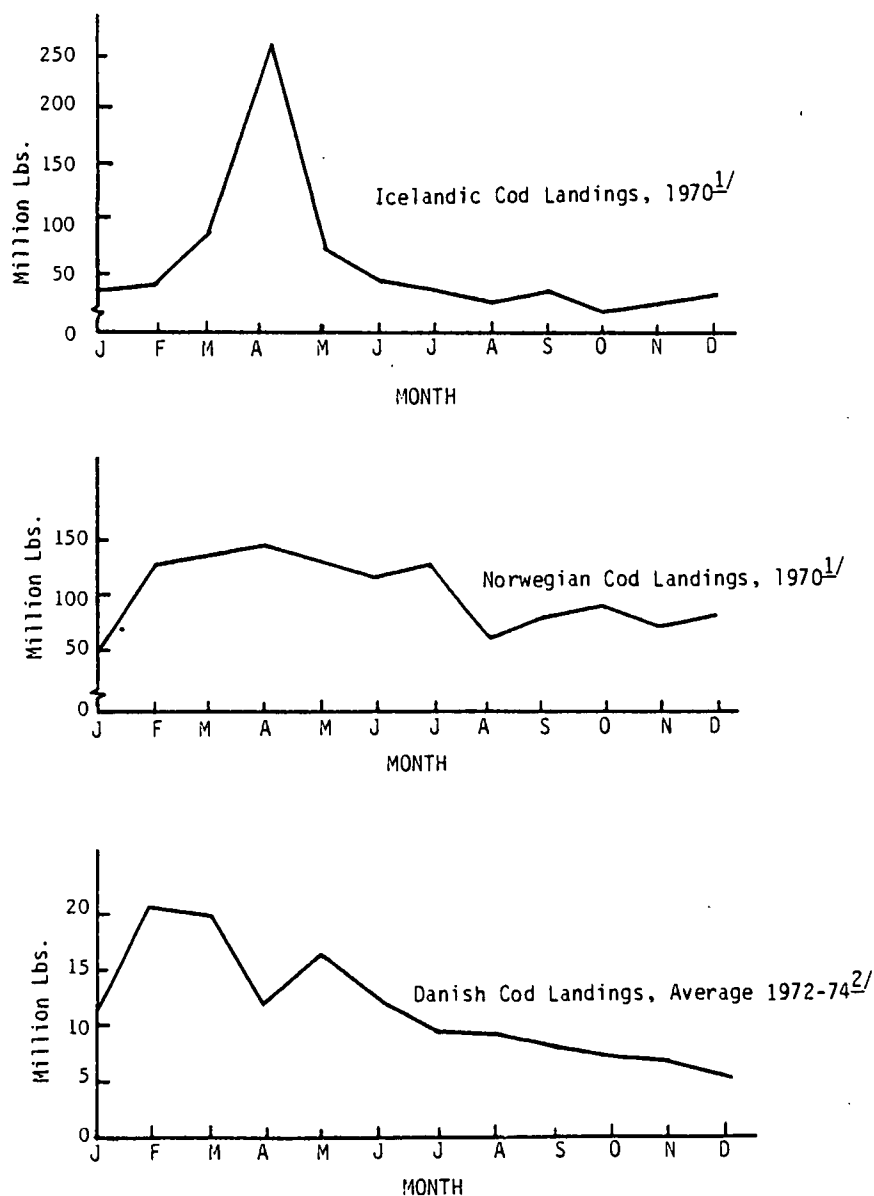 250
200
150
100
50
0
Million Lbs.
Icelandic Cod Landings, 1970 1/
J F M A M J J A S O N D
MONTH
150
100
50
0
Million Lbs.
Norwegian Cod Landings, 1970 1/
J F M A M J J A S O N D
MONTH
20
15
10
5
0
Million Lbs.
Danish Cod Landings, Average 1972-74 2/
J F M A M J J A S O N D
MONTH